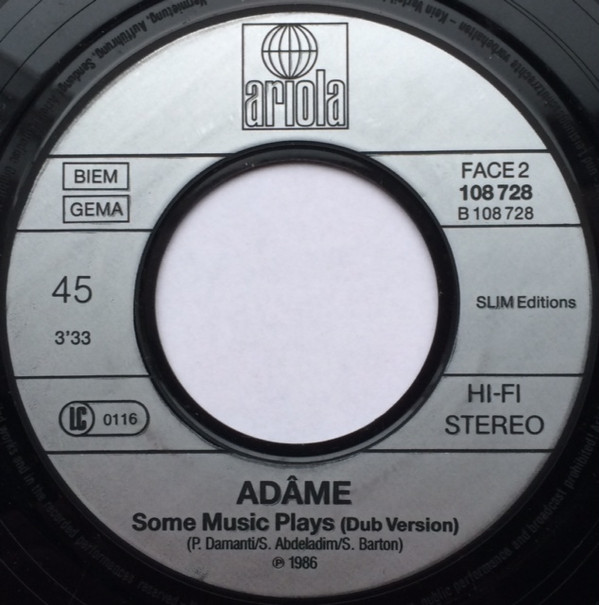 ariola
BIEM
GEMA
FACE 2
108 728
B 108 728
45
3'33
SLIM Editions
LC 0116
HI-FI
STEREO
ADÂME
Some Music Plays (Dub Version)
(P. Damanti/S. Abdeladim/S. Barton)
℗ 1986